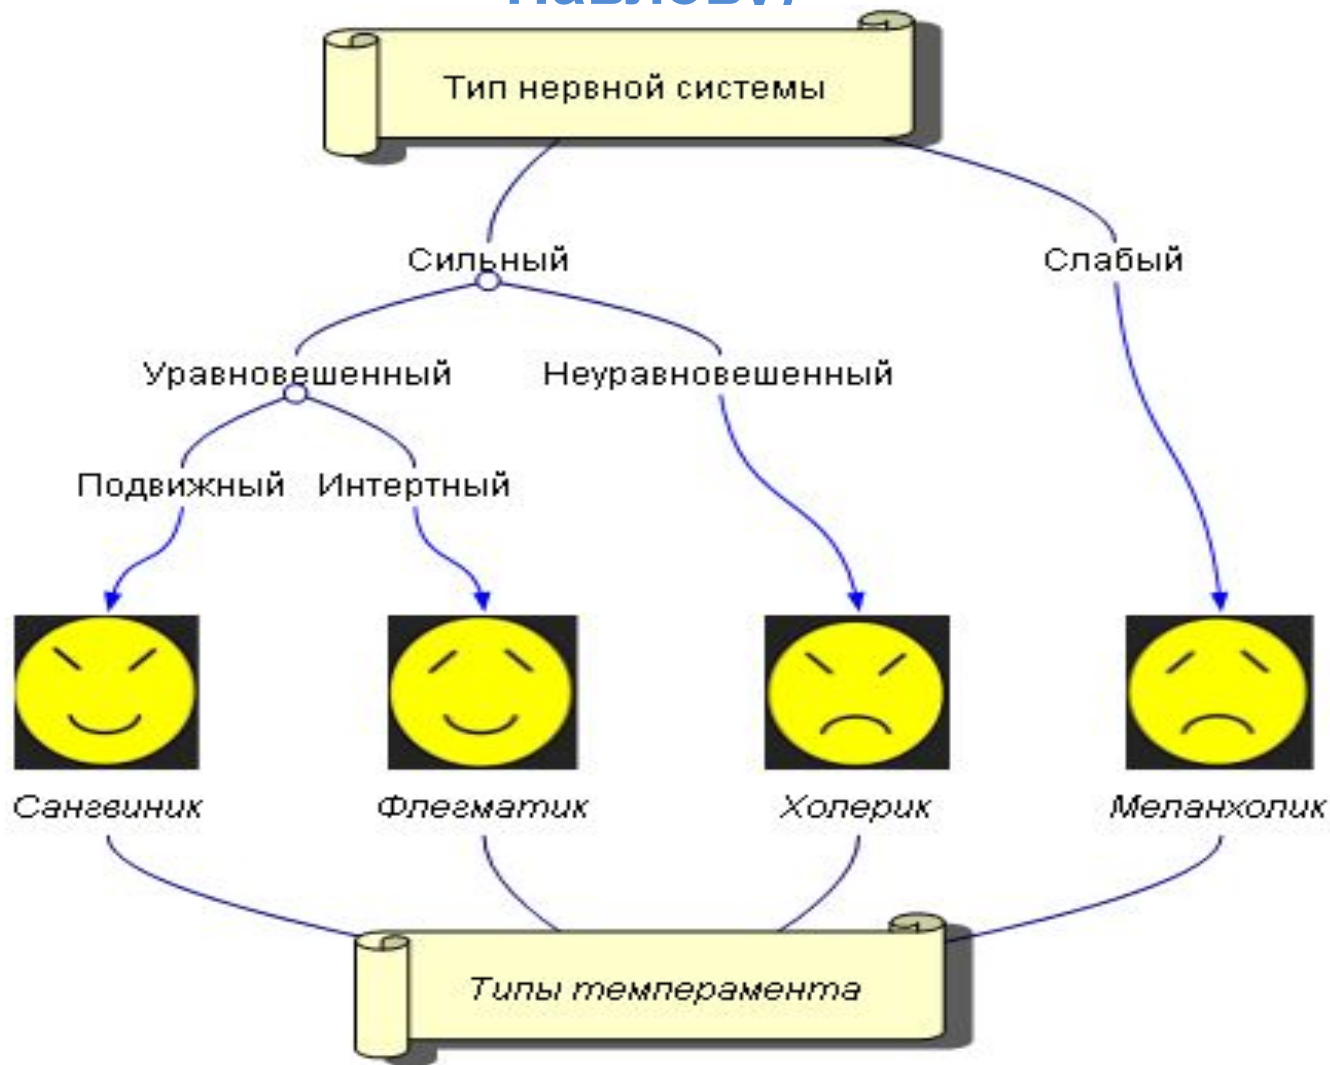 Тип нервной системы
Сильный Слабый
Уравновешенный Неуравновешенный
Подвижный Интертный
Сангвиник Флегматик Холерик Меланхолик
Типы темперамента